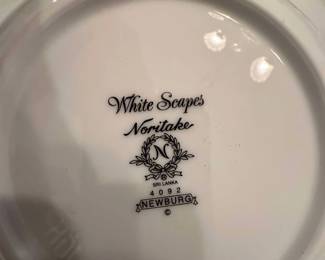 White Scapes
Noritake
N
®
SRI LANKA
4092
NEWBURG
©